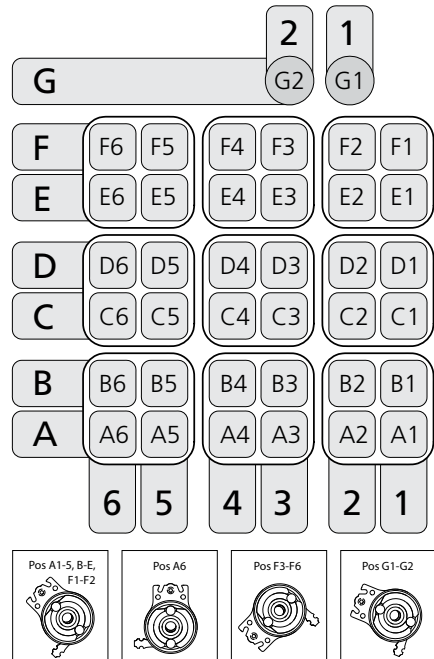 2 1
G G2 G1
F F6 F5 F4 F3 F2 F1
E E6 E5 E4 E3 E2 E1
D D6 D5 D4 D3 D2 D1
C C6 C5 C4 C3 C2 C1
B B6 B5 B4 B3 B2 B1
A A6 A5 A4 A3 A2 A1
6 5 4 3 2 1
Pos A1-5, B-E,
F1-F2
Pos A6
Pos F3-F6
Pos G1-G2